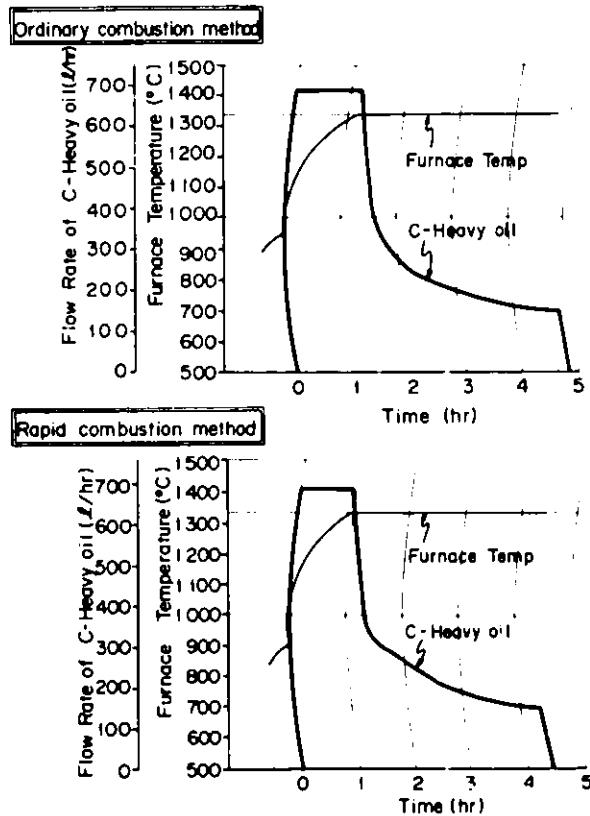 Ordinary combustion method
Flow Rate of C-Heavy oil (ℓ/hr)
700
600
500
400
300
200
100
0
Furnace Temperature (°C)
1500
1400
1300
1200
1100
1000
900
800
700
500
Furnace Temp
C-Heavy oil
0 1 2 3 4 5
Time (hr)
Rapid combustion method
Flow Rate of C-Heavy oil (ℓ/hr)
700
600
500
400
300
200
100
0
Furnace Temperature (°C)
1500
1400
1300
1200
1100
1000
900
800
700
500
Furnace Temp
C-Heavy oil
0 1 2 3 4 5
Time (hr)